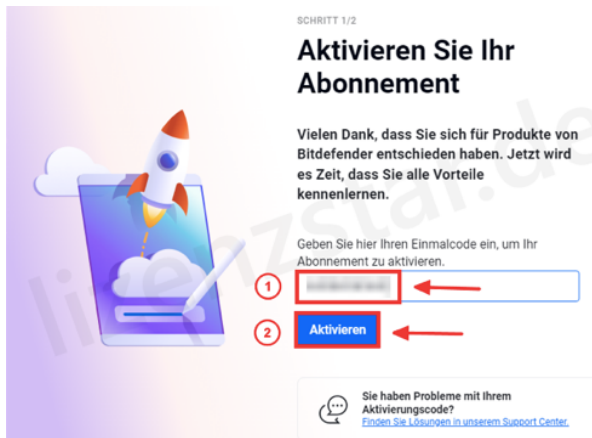 SCHRITT 1/2
Aktivieren Sie Ihr
Abonnement
Vielen Dank, dass Sie sich für Produkte von
Bitdefender entschieden haben. Jetzt wird
es Zeit, dass Sie alle Vorteile
kennenlernen.
Geben Sie hier Ihren Einmalcode ein, um Ihr
Abonnement zu aktivieren.
1
2 Aktivieren
Sie haben Probleme mit Ihrem
Aktivierungscode?
Finden Sie Lösungen in unserem Support Center.
lizenzstar.de